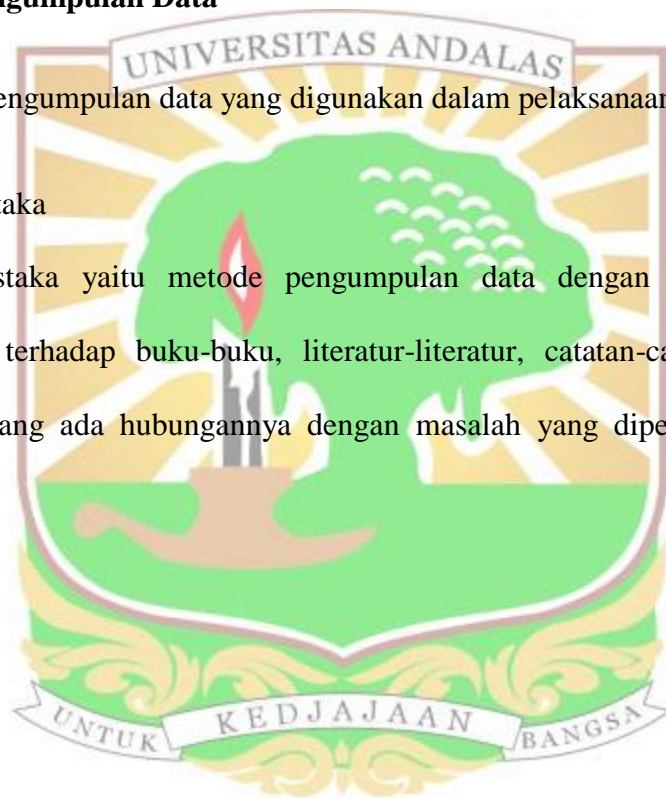 ngumpulan Data
UNIVERSITAS ANDALAS
engumpulan data yang digunakan dalam pelaksanaan
taka
staka yaitu metode pengumpulan data dengan
terhadap buku-buku, literatur-literatur, catatan-ca
ang ada hubungannya dengan masalah yang dipe
UNTUK KEDJAJAAN BANGSA